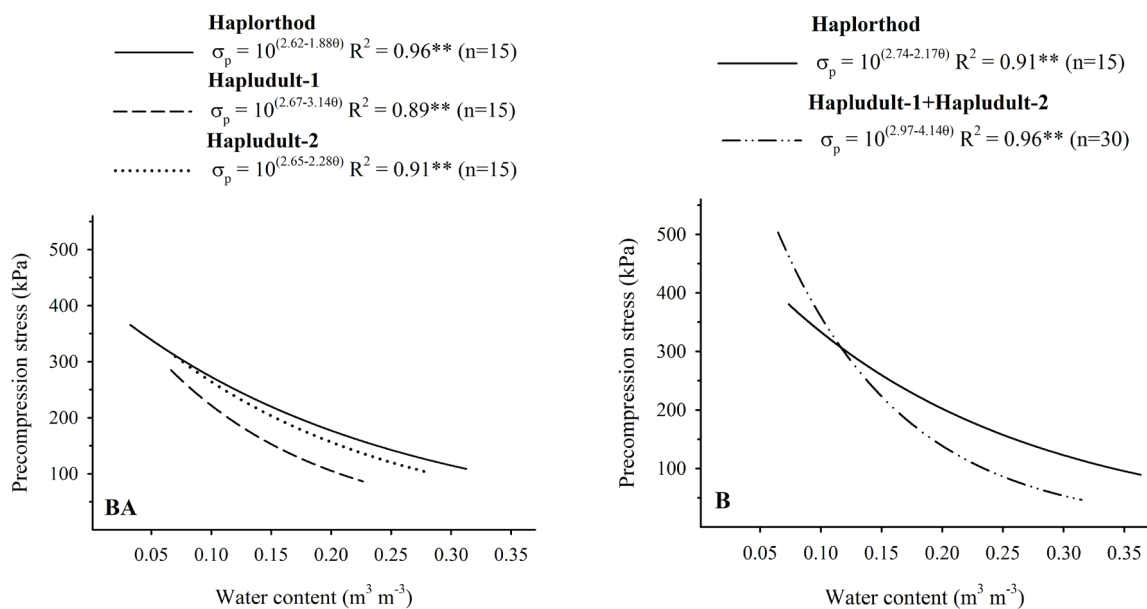 Haplorthod
σp = 10^(2.62-1.88θ) R² = 0.96** (n=15)
Hapludult-1
σp = 10^(2.67-3.14θ) R² = 0.89** (n=15)
Hapludult-2
σp = 10^(2.65-2.28θ) R² = 0.91** (n=15)
Precompression stress (kPa)
500
400
300
200
100
BA
0.05 0.10 0.15 0.20 0.25 0.30 0.35
Water content (m³ m⁻³)
Haplorthod
σp = 10^(2.74-2.17θ) R² = 0.91** (n=15)
Hapludult-1+Hapludult-2
σp = 10^(2.97-4.14θ) R² = 0.96** (n=30)
Precompression stress (kPa)
500
400
300
200
100
B
0.05 0.10 0.15 0.20 0.25 0.30 0.35
Water content (m³ m⁻³)